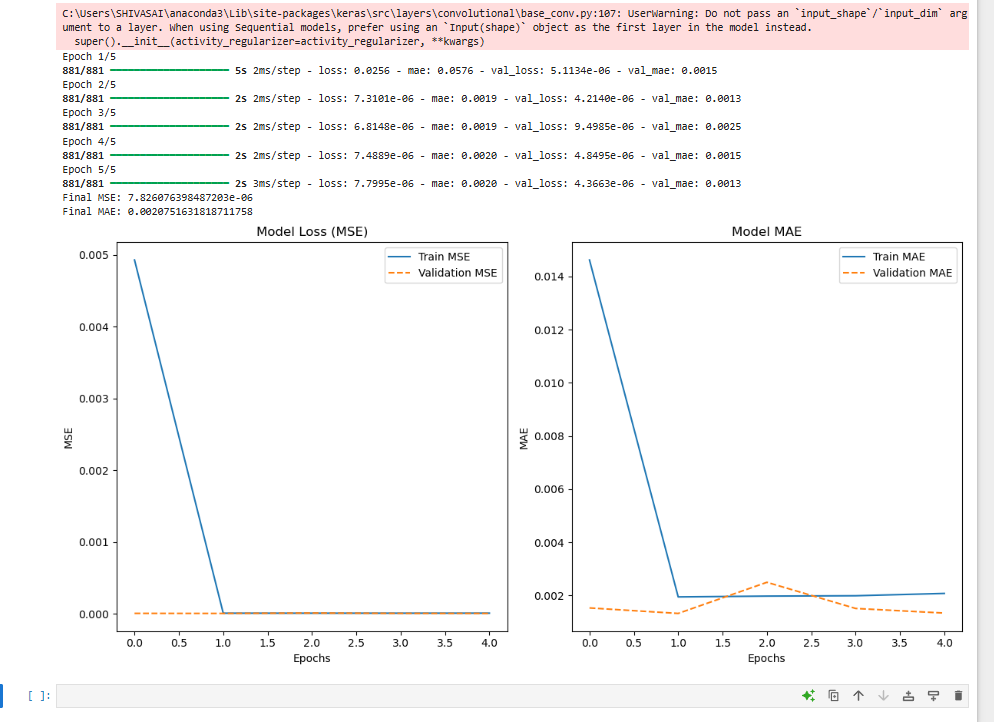 C:\Users\SHIVASAI\anaconda3\Lib\site-packages\keras\src\layers\convolutional\base_conv.py:107: UserWarning: Do not pass an `input_shape`/`input_dim` arg
ument to a layer. When using Sequential models, prefer using an `Input(shape)` object as the first layer in the model instead.
super().__init__(activity_regularizer=activity_regularizer, **kwargs)
Epoch 1/5
881/881 5s 2ms/step - loss: 0.0256 - mae: 0.0576 - val_loss: 5.1134e-06 - val_mae: 0.0015
Epoch 2/5
881/881 2s 2ms/step - loss: 7.3101e-06 - mae: 0.0019 - val_loss: 4.2140e-06 - val_mae: 0.0013
Epoch 3/5
881/881 2s 2ms/step - loss: 6.8148e-06 - mae: 0.0019 - val_loss: 9.4985e-06 - val_mae: 0.0025
Epoch 4/5
881/881 2s 2ms/step - loss: 7.4889e-06 - mae: 0.0020 - val_loss: 4.8495e-06 - val_mae: 0.0015
Epoch 5/5
881/881 2s 3ms/step - loss: 7.7995e-06 - mae: 0.0020 - val_loss: 4.3663e-06 - val_mae: 0.0013
Final MSE: 7.826076398487203e-06
Final MAE: 0.0020751631818711758
Model Loss (MSE)
Train MSE
Validation MSE
0.005
0.004
0.003
0.002
0.001
0.000
MSE
0.0 0.5 1.0 1.5 2.0 2.5 3.0 3.5 4.0
Epochs
Model MAE
Train MAE
Validation MAE
0.014
0.012
0.010
0.008
0.006
0.004
0.002
MAE
0.0 0.5 1.0 1.5 2.0 2.5 3.0 3.5 4.0
Epochs
[ ]: